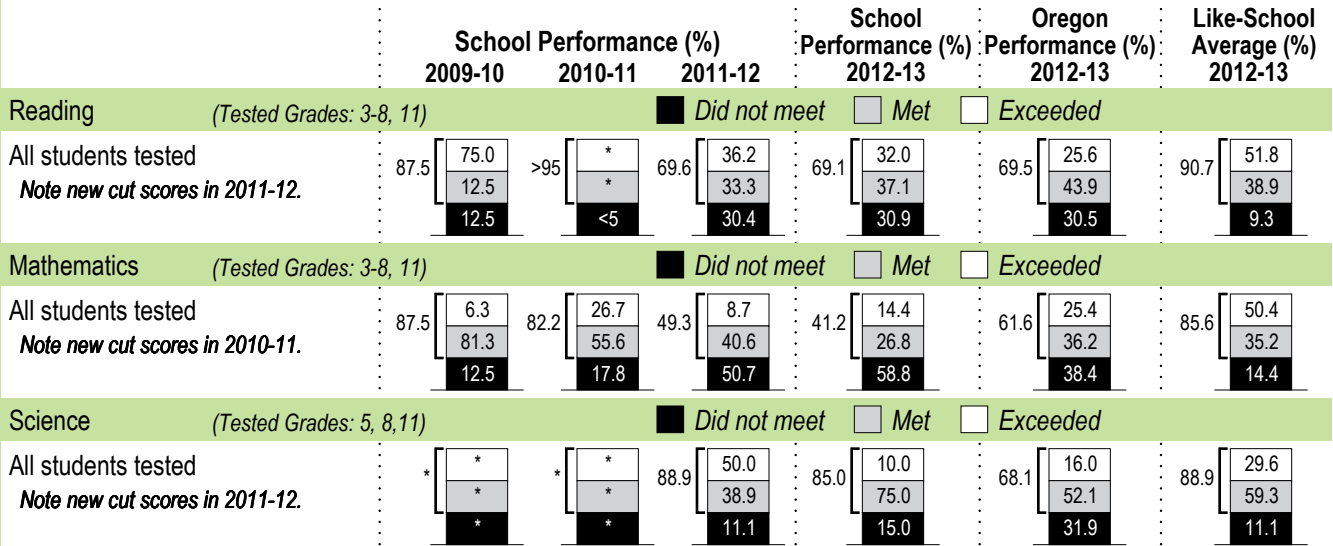 School Performance (%) School Performance (%) Oregon Performance (%) Like-School Average (%)
2009-10 2010-11 2011-12 2012-13 2012-13 2012-13
Reading (Tested Grades: 3-8, 11) Did not meet Met Exceeded
All students tested
Note new cut scores in 2011-12.
87.5 75.0 12.5 12.5
>95 * * <5
69.6 36.2 33.3 30.4
69.1 32.0 37.1 30.9
69.5 25.6 43.9 30.5
90.7 51.8 38.9 9.3
Mathematics (Tested Grades: 3-8, 11) Did not meet Met Exceeded
All students tested
Note new cut scores in 2010-11.
87.5 6.3 81.3 12.5
82.2 26.7 55.6 17.8
49.3 8.7 40.6 50.7
41.2 14.4 26.8 58.8
61.6 25.4 36.2 38.4
85.6 50.4 35.2 14.4
Science (Tested Grades: 5, 8,11) Did not meet Met Exceeded
All students tested
Note new cut scores in 2011-12.
* * * *
* * * *
88.9 50.0 38.9 11.1
85.0 10.0 75.0 15.0
68.1 16.0 52.1 31.9
88.9 29.6 59.3 11.1